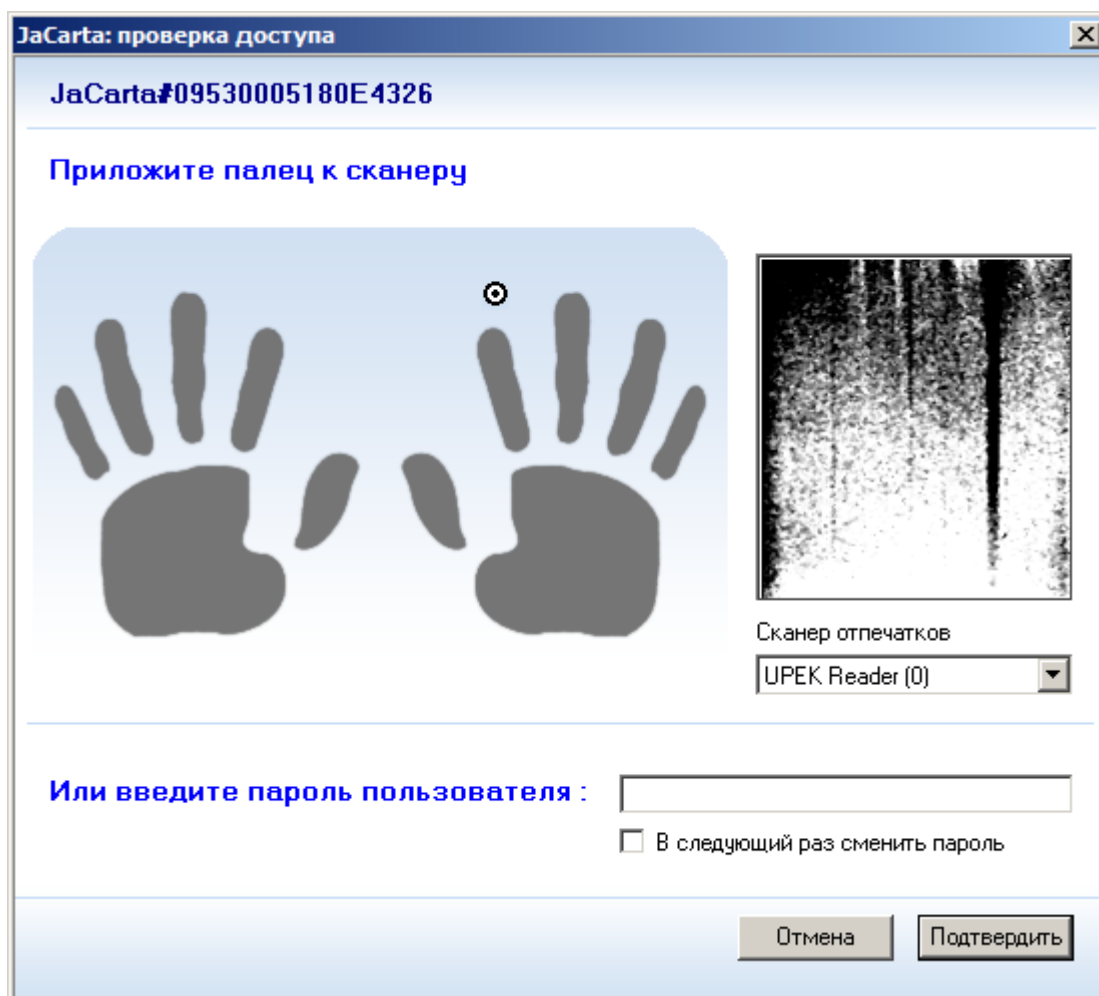 JaCarta: проверка доступа
JaCarta#09530005180E4326
Приложите палец к сканеру
Сканер отпечатков
UPEK Reader (0)
Или введите пароль пользователя :
В следующий раз сменить пароль
Отмена
Подтвердить